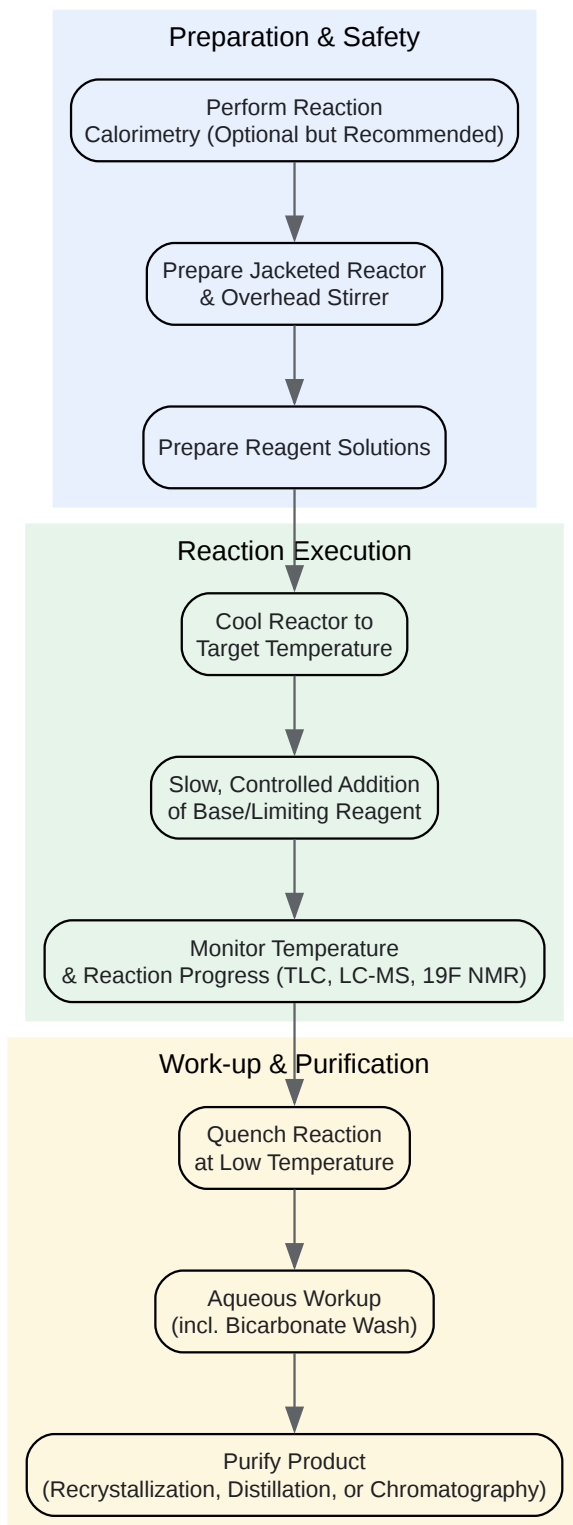 Preparation & Safety
Perform Reaction
Calorimetry (Optional but Recommended)
Prepare Jacketed Reactor
& Overhead Stirrer
Prepare Reagent Solutions
Reaction Execution
Cool Reactor to
Target Temperature
Slow, Controlled Addition
of Base/Limiting Reagent
Monitor Temperature
& Reaction Progress (TLC, LC-MS, 19F NMR)
Work-up & Purification
Quench Reaction
at Low Temperature
Aqueous Workup
(incl. Bicarbonate Wash)
Purify Product
(Recrystallization, Distillation, or Chromatography)